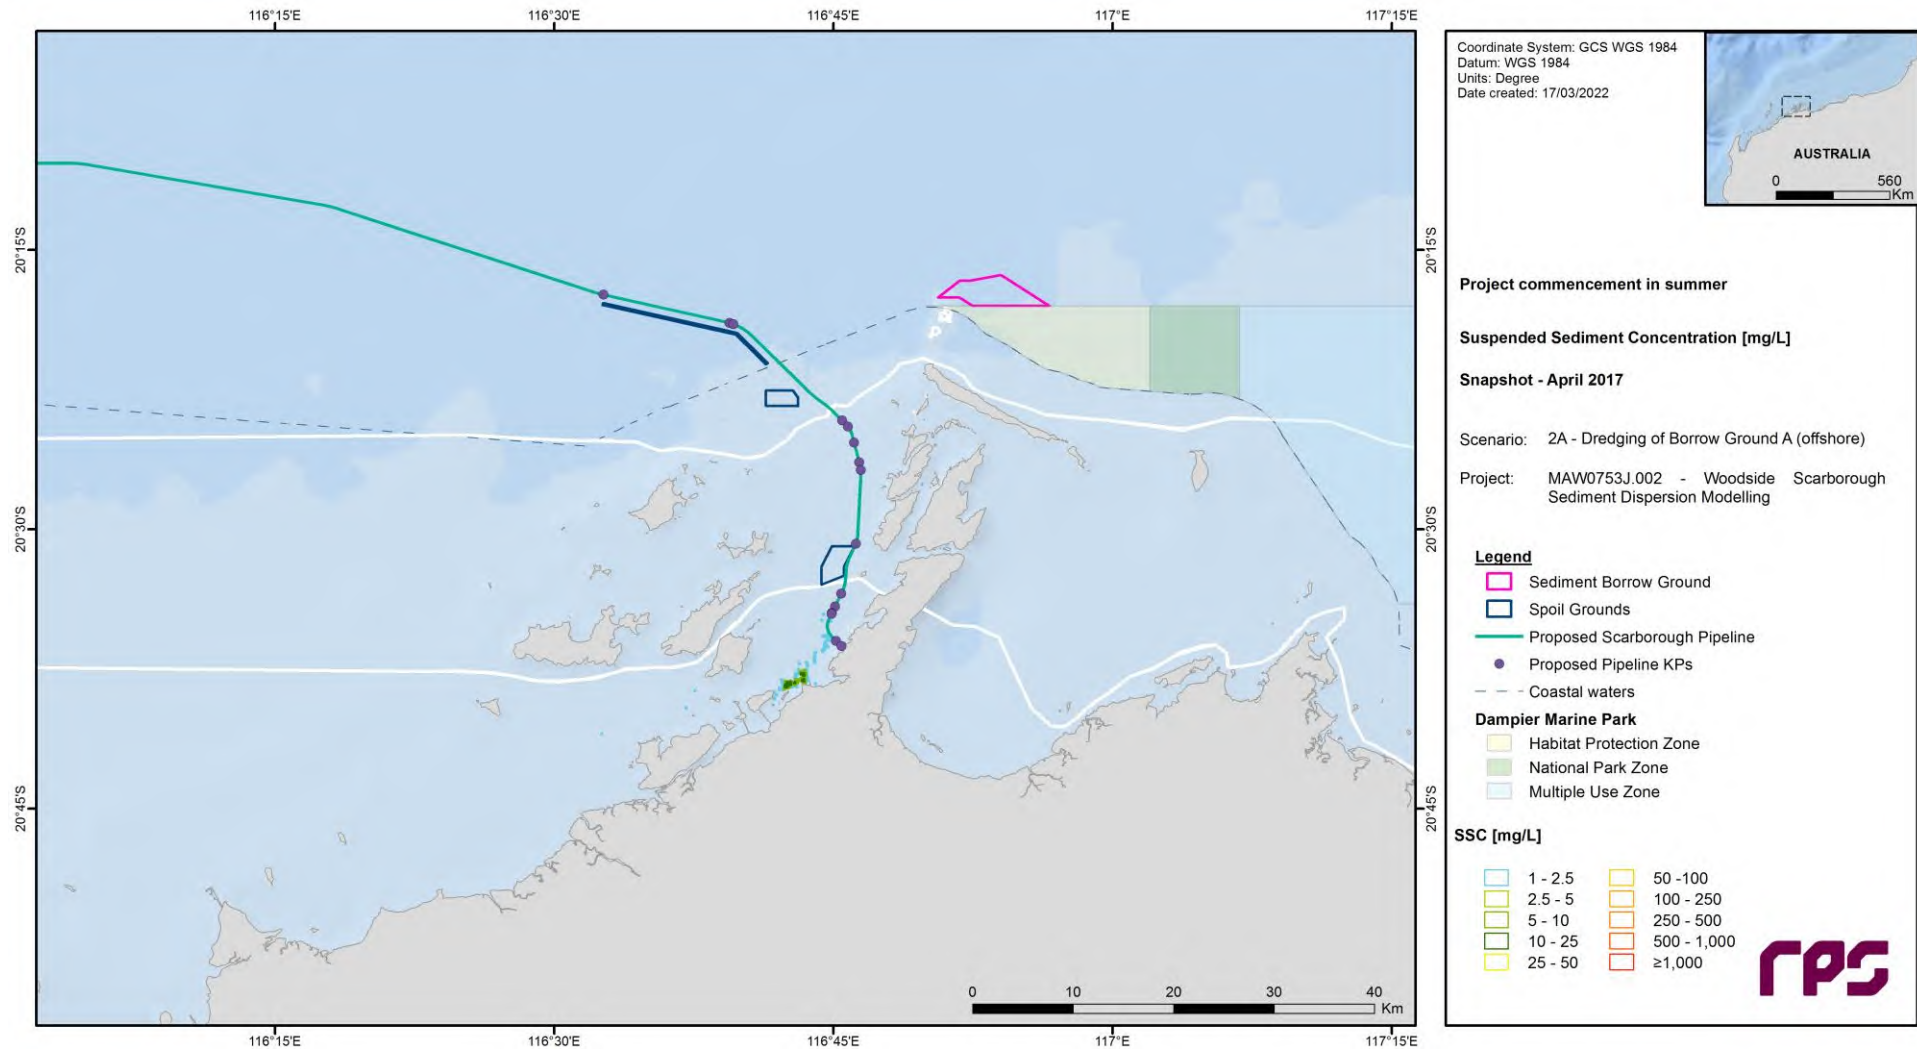 116°15'E
116°30'E
116°45'E
117°E
117°15'E
20°15'S
20°15'S
20°30'S
20°30'S
20°45'S
20°45'S
0 10 20 30 40
Km
116°15'E
116°30'E
116°45'E
117°E
117°15'E
Coordinate System: GCS WGS 1984
Datum: WGS 1984
Units: Degree
Date created: 17/03/2022
AUSTRALIA
0 560
Km
Project commencement in summer
Suspended Sediment Concentration [mg/L]
Snapshot - April 2017
Scenario: 2A - Dredging of Borrow Ground A (offshore)
Project: MAW0753J.002 - Woodside Scarborough
Sediment Dispersion Modelling
Legend
Sediment Borrow Ground
Spoil Grounds
Proposed Scarborough Pipeline
Proposed Pipeline KPs
Coastal waters
Dampier Marine Park
Habitat Protection Zone
National Park Zone
Multiple Use Zone
SSC [mg/L]
1 - 2.5 50 -100
2.5 - 5 100 - 250
5 - 10 250 - 500
10 - 25 500 - 1,000
25 - 50 ≥1,000
rps